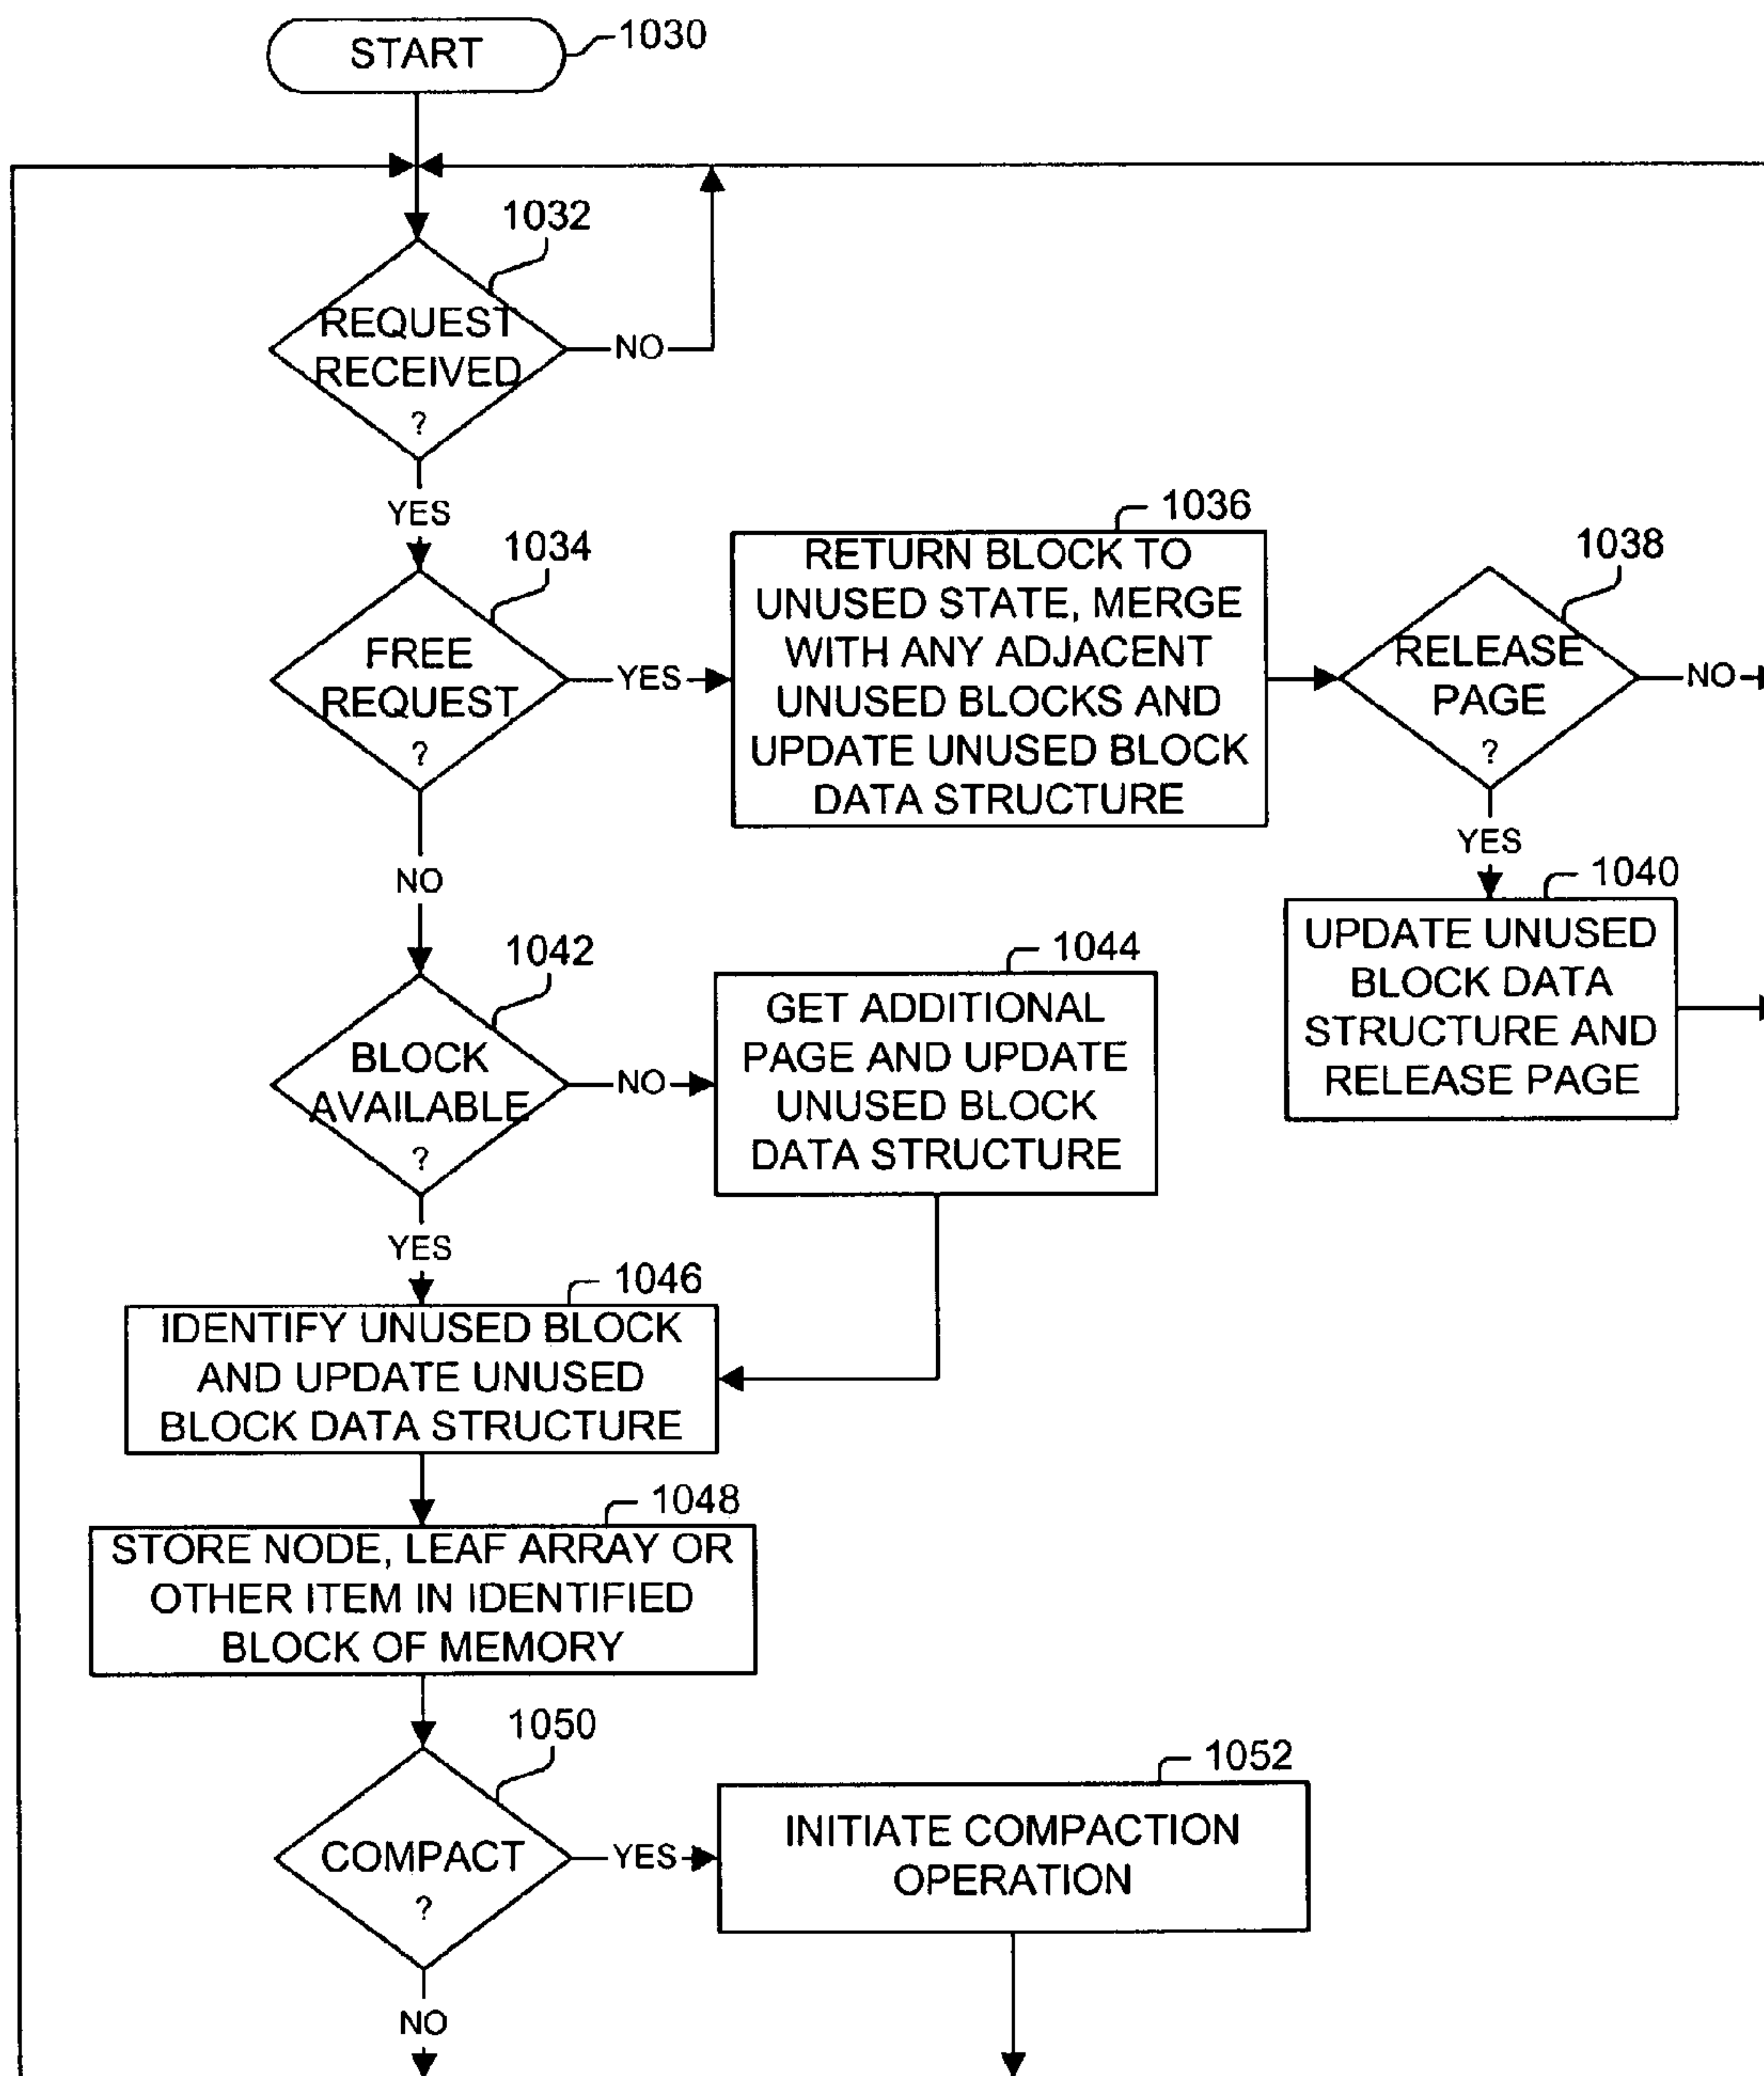 START
1030
1032
REQUEST
RECEIVED
?
NO
YES
1034
FREE
REQUEST
?
YES
1036
RETURN BLOCK TO
UNUSED STATE, MERGE
WITH ANY ADJACENT
UNUSED BLOCKS AND
UPDATE UNUSED BLOCK
DATA STRUCTURE
1038
RELEASE
PAGE
?
NO
YES
1040
UPDATE UNUSED
BLOCK DATA
STRUCTURE AND
RELEASE PAGE
NO
1042
BLOCK
AVAILABLE
?
NO
1044
GET ADDITIONAL
PAGE AND UPDATE
UNUSED BLOCK
DATA STRUCTURE
YES
1046
IDENTIFY UNUSED BLOCK
AND UPDATE UNUSED
BLOCK DATA STRUCTURE
1048
STORE NODE, LEAF ARRAY OR
OTHER ITEM IN IDENTIFIED
BLOCK OF MEMORY
1050
COMPACT
?
YES
1052
INITIATE COMPACTION
OPERATION
NO